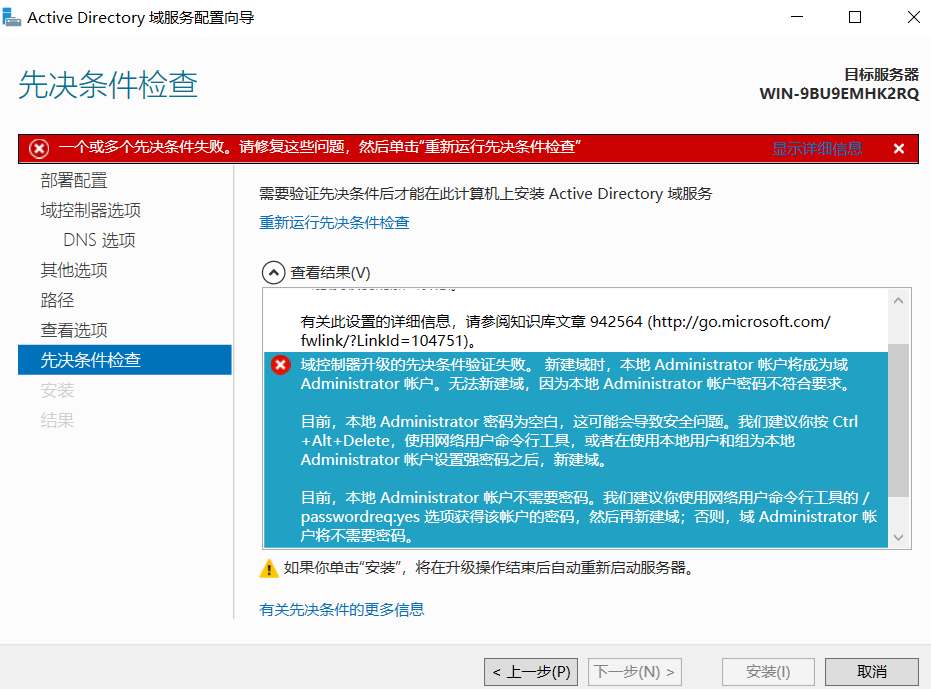 Active Directory 域服务配置向导
先决条件检查
目标服务器
WIN-9BU9EMHK2RQ
一个或多个先决条件失败。请修复这些问题，然后单击“重新运行先决条件检查”
显示详细信息
部署配置
域控制器选项
DNS 选项
其他选项
路径
查看选项
先决条件检查
安装
结果
需要验证先决条件后才能在此计算机上安装 Active Directory 域服务
重新运行先决条件检查
查看结果(V)
有关此设置的详细信息，请参阅知识库文章 942564 (http://go.microsoft.com/
fwlink/?LinkId=104751)。
域控制器升级的先决条件验证失败。 新建域时，本地 Administrator 帐户将成为域
Administrator 帐户。无法新建域，因为本地 Administrator 帐户密码不符合要求。
目前，本地 Administrator 密码为空白，这可能会导致安全问题。我们建议你按 Ctrl
+Alt+Delete，使用网络用户命令行工具，或者在使用本地用户和组为本地
Administrator 帐户设置强密码之后，新建域。
目前，本地 Administrator 帐户不需要密码。我们建议你使用网络用户命令行工具的 /
passwordreq:yes 选项获得该帐户的密码，然后再新建域；否则，域 Administrator 帐
户将不需要密码。
如果你单击“安装”，将在升级操作结束后自动重新启动服务器。
有关先决条件的更多信息
< 上一步(P)
下一步(N) >
安装(I)
取消